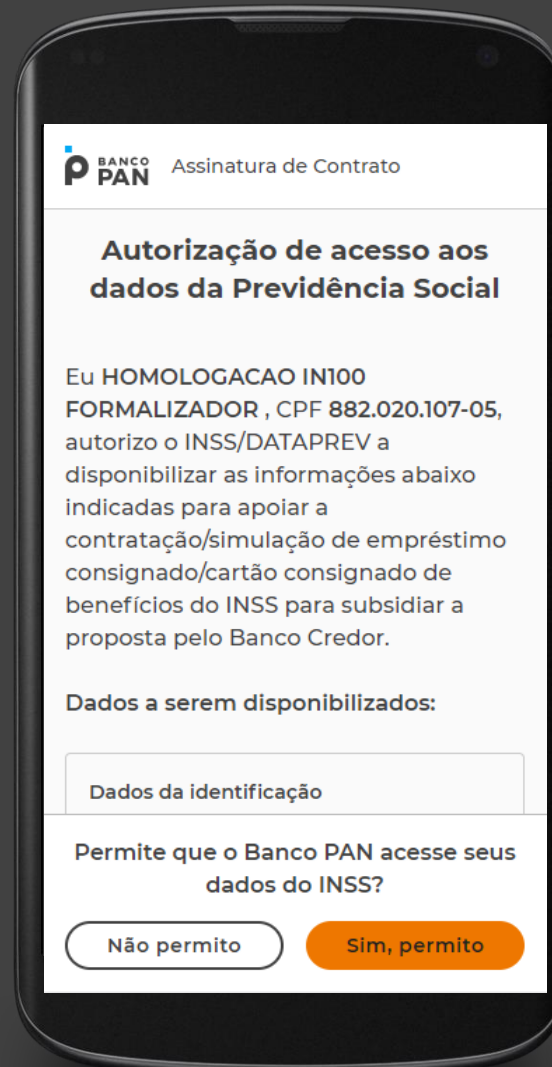 BANCO
PAN
Assinatura de Contrato
Autorização de acesso aos
dados da Previdência Social
Eu HOMOLOGACAO IN100
FORMALIZADOR , CPF 882.020.107-05,
autorizo o INSS/DATAPREV a
disponibilizar as informações abaixo
indicadas para apoiar a
contratação/simulação de empréstimo
consignado/cartão consignado de
benefícios do INSS para subsidiar a
proposta pelo Banco Credor.
Dados a serem disponibilizados:
Dados da identificação
Permite que o Banco PAN acesse seus
dados do INSS?
Não permito
Sim, permito